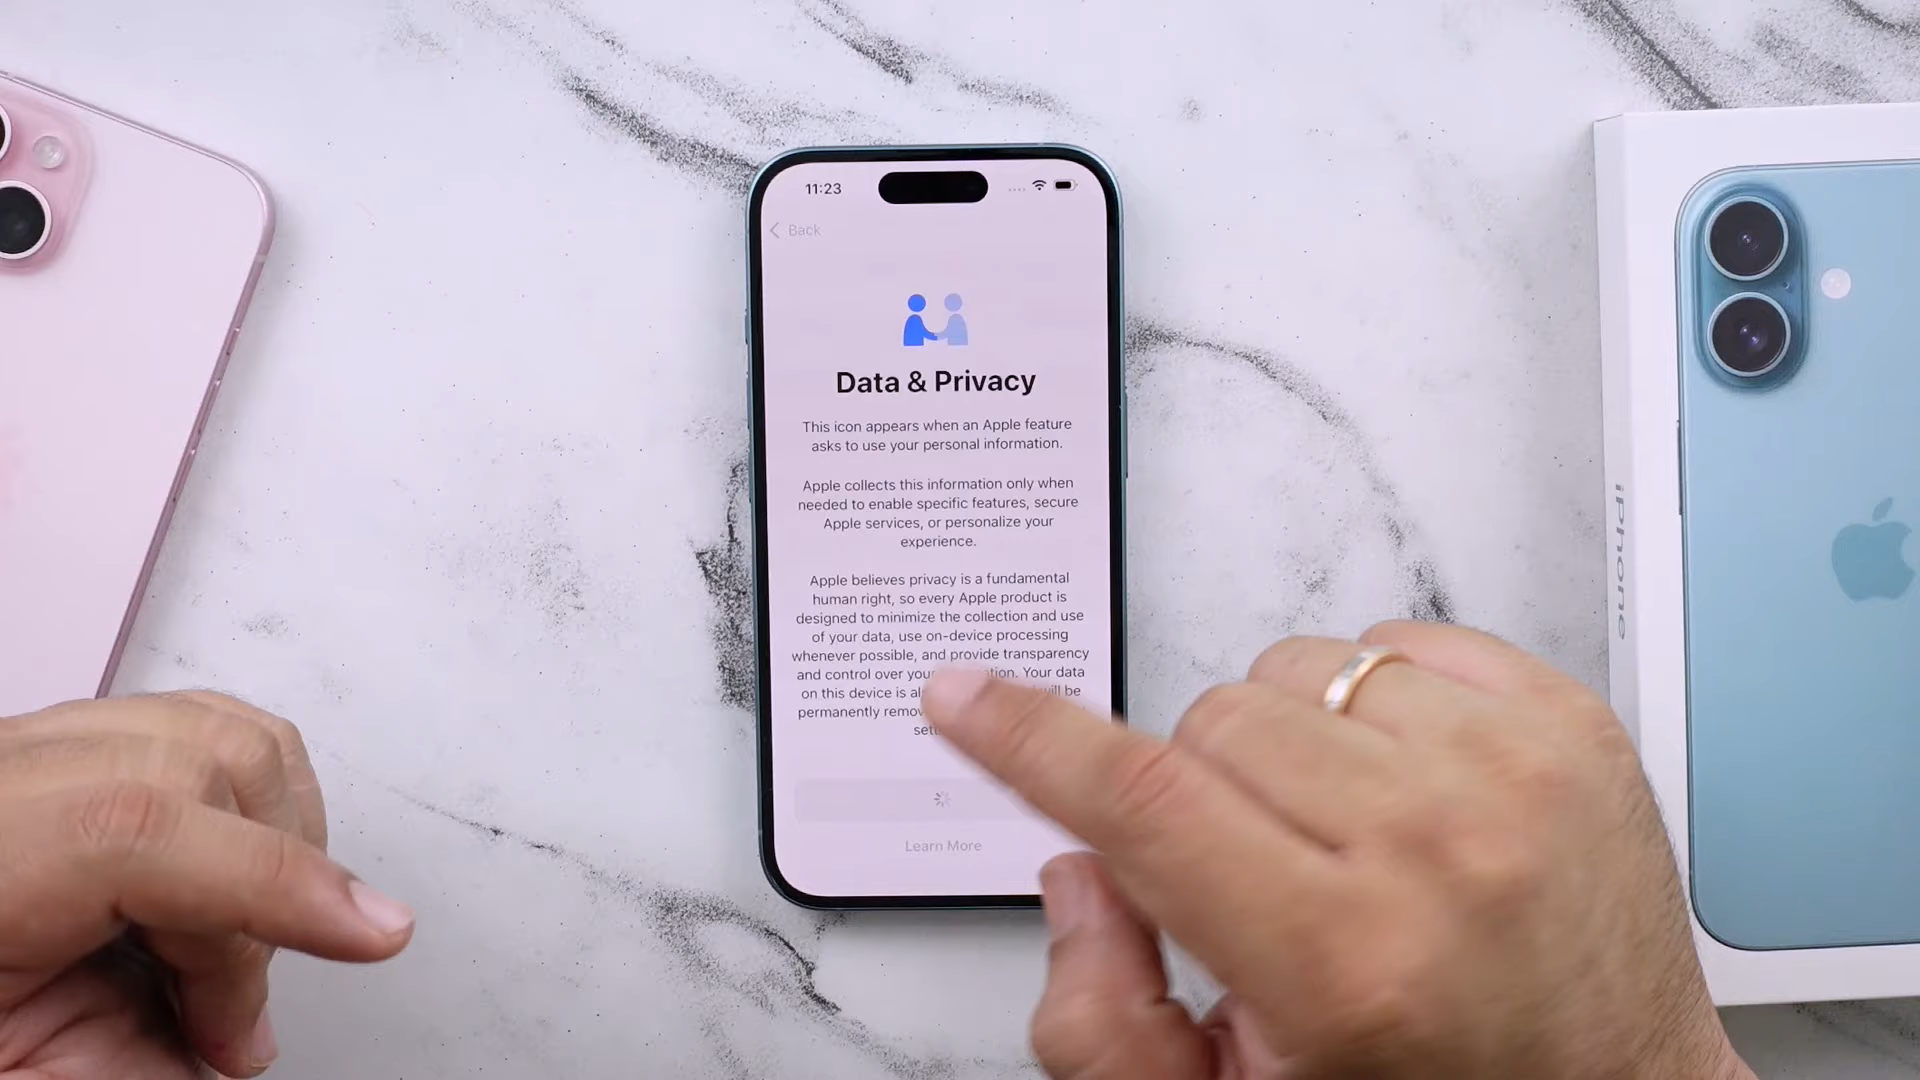 11:23
Back
Data & Privacy
This icon appears when an Apple feature
asks to use your personal information.
Apple collects this information only when
needed to enable specific features, secure
Apple services, or personalize your
experience.
Apple believes privacy is a fundamental
human right, so every Apple product is
designed to minimize the collection and use
of your data, use on-device processing
whenever possible, and provide transparency
and control over your Your data
on this device is will be
permanently
Learn More
iPhone